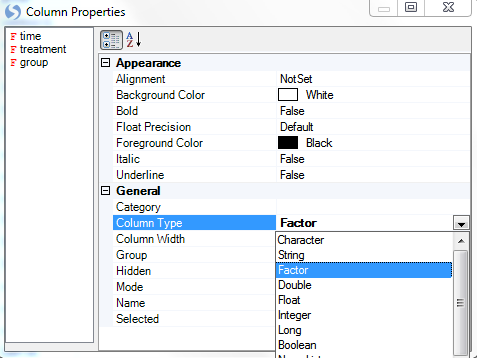 Column Properties
time
treatment
group
Appearance
Alignment NotSet
Background Color White
Bold False
Float Precision Default
Foreground Color Black
Italic False
Underline False
General
Category
Column Type Factor
Column Width
Group
Hidden
Mode
Name
Selected
Character
String
Factor
Double
Float
Integer
Long
Boolean